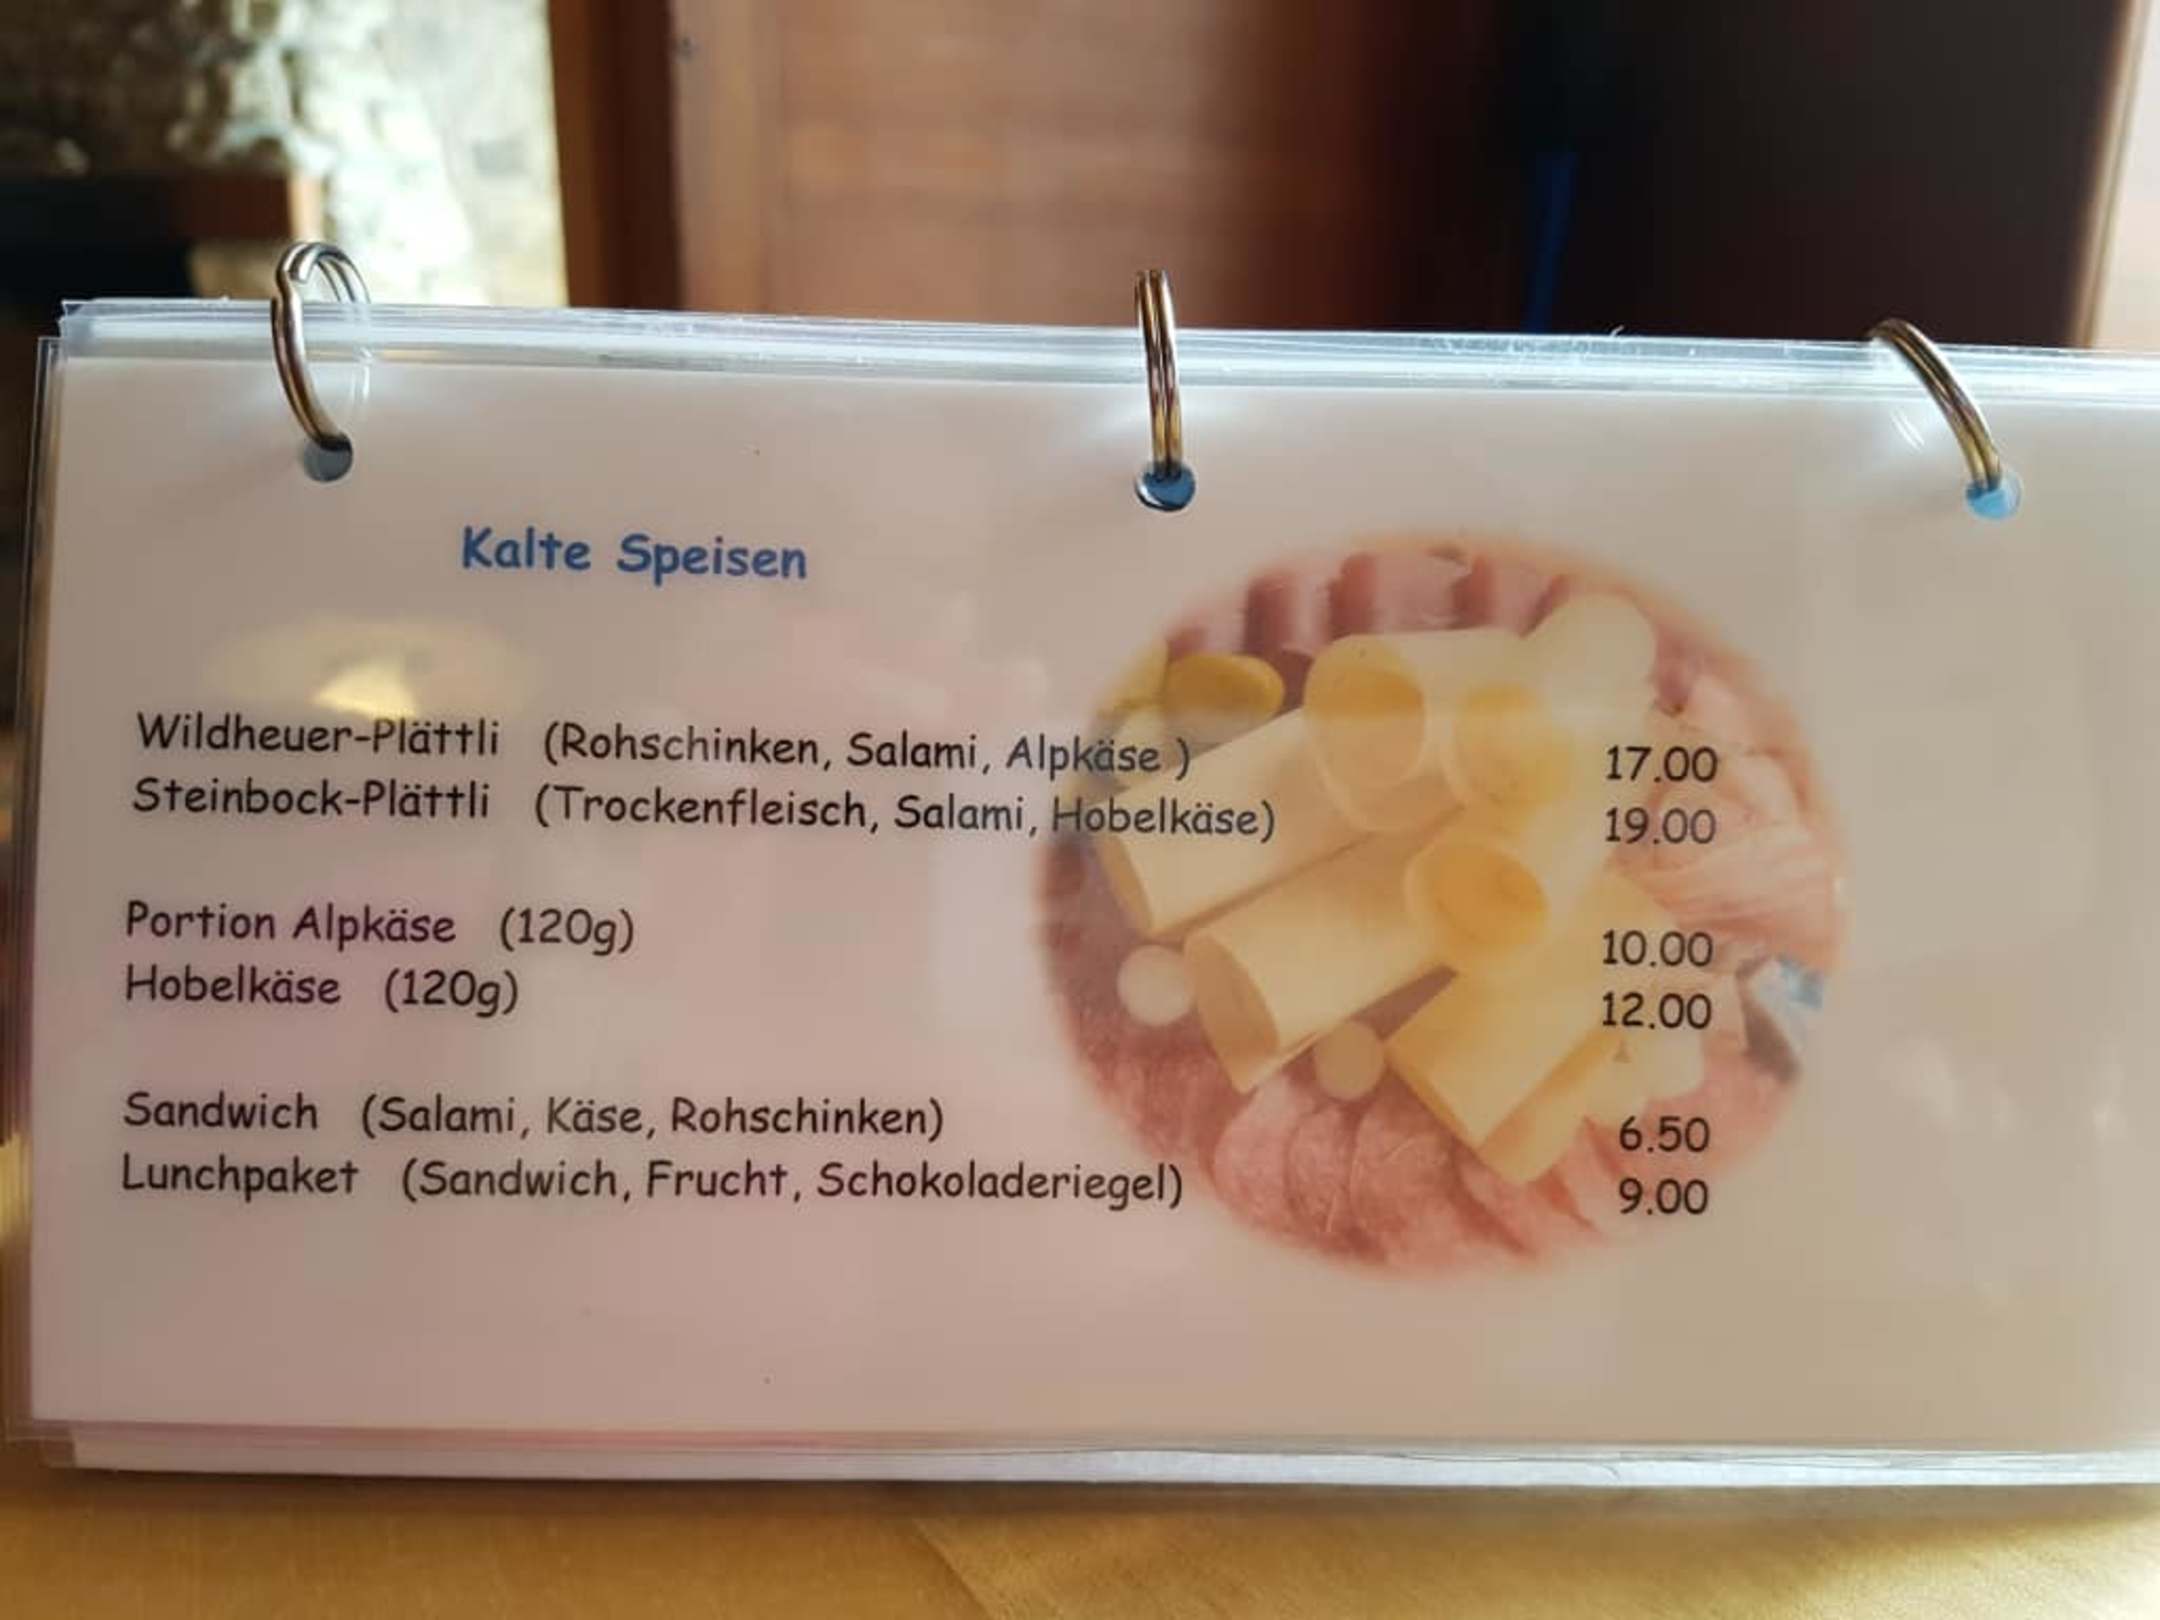 Kalte Speisen
Wildheuer-Plättli (Rohschinken, Salami, Alpkäse ) 17.00
Steinbock-Plättli (Trockenfleisch, Salami, Hobelkäse) 19.00
Portion Alpkäse (120g) 10.00
Hobelkäse (120g) 12.00
Sandwich (Salami, Käse, Rohschinken) 6.50
Lunchpaket (Sandwich, Frucht, Schokoladeriegel) 9.00